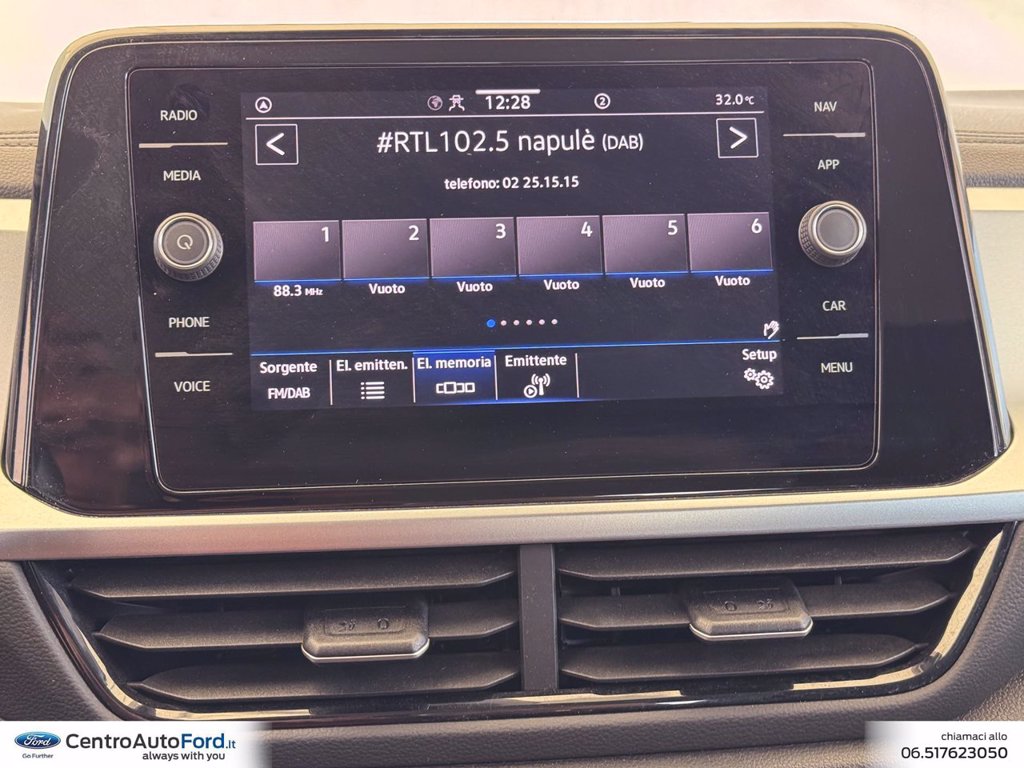 RADIO
MEDIA
PHONE
VOICE
12:28
2
32.0°C
<
#RTL102.5 napulè (DAB)
>
telefono: 02 25.15.15
1 2 3 4 5 6
88.3 MHz Vuoto Vuoto Vuoto Vuoto Vuoto
Sorgente El. emitten. El. memoria Emittente Setup
FM/DAB
NAV
APP
CAR
MENU
Ford
Go Further
CentroAutoFord.it
always with you
chiamaci allo
06.517623050